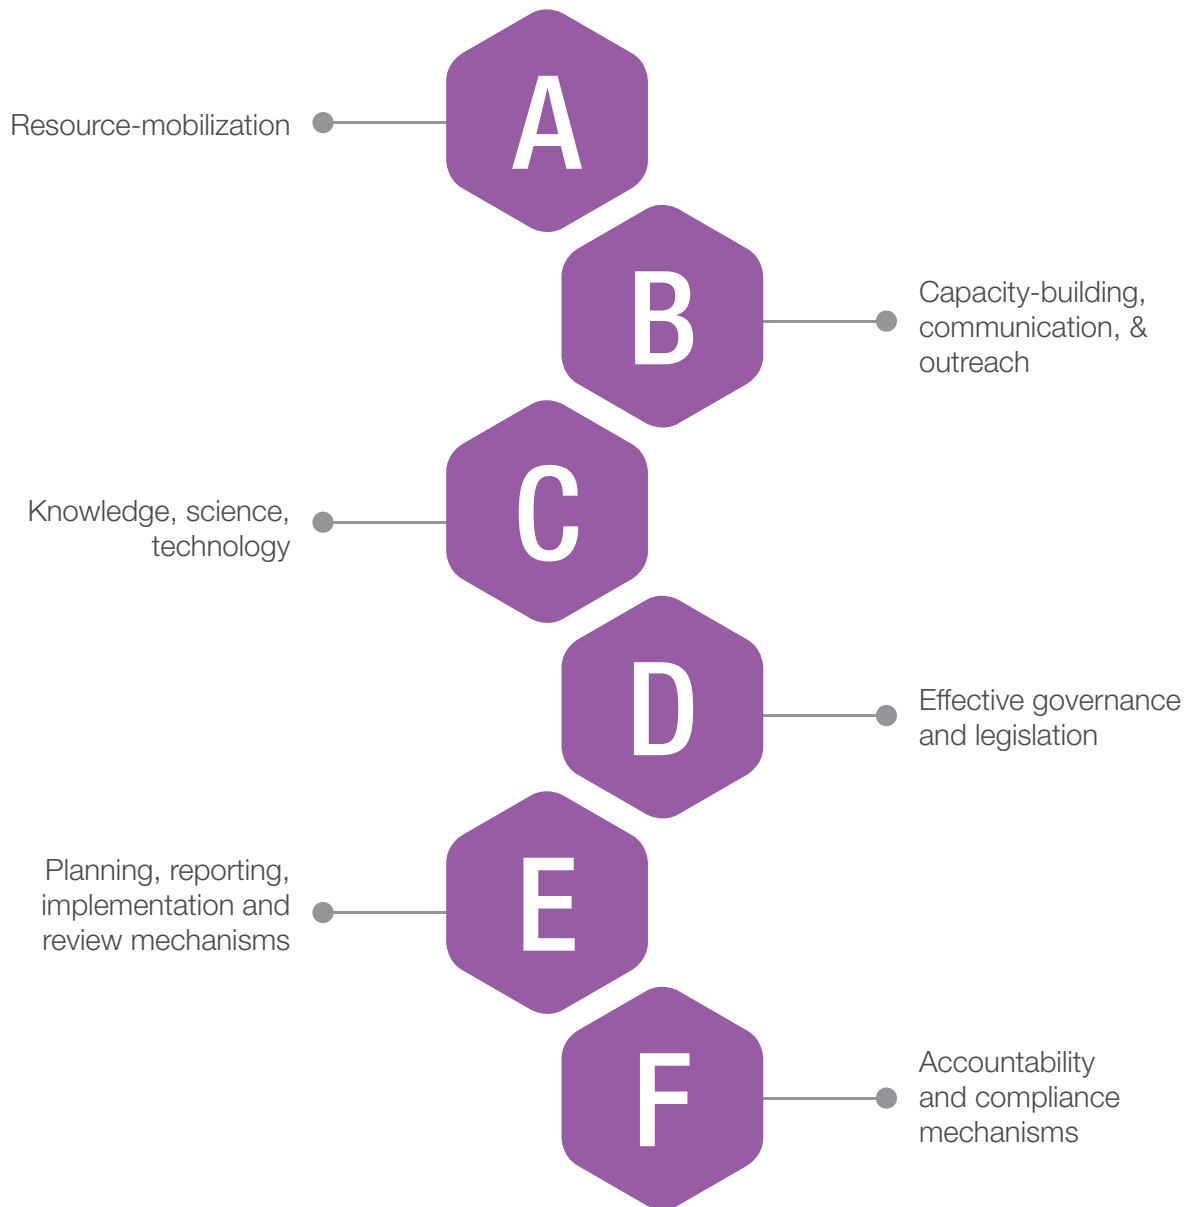 A
Resource-mobilization
B
Capacity-building,
communication, &
outreach
C
Knowledge, science,
technology
D
Effective governance
and legislation
E
Planning, reporting,
implementation and
review mechanisms
F
Accountability
and compliance
mechanisms